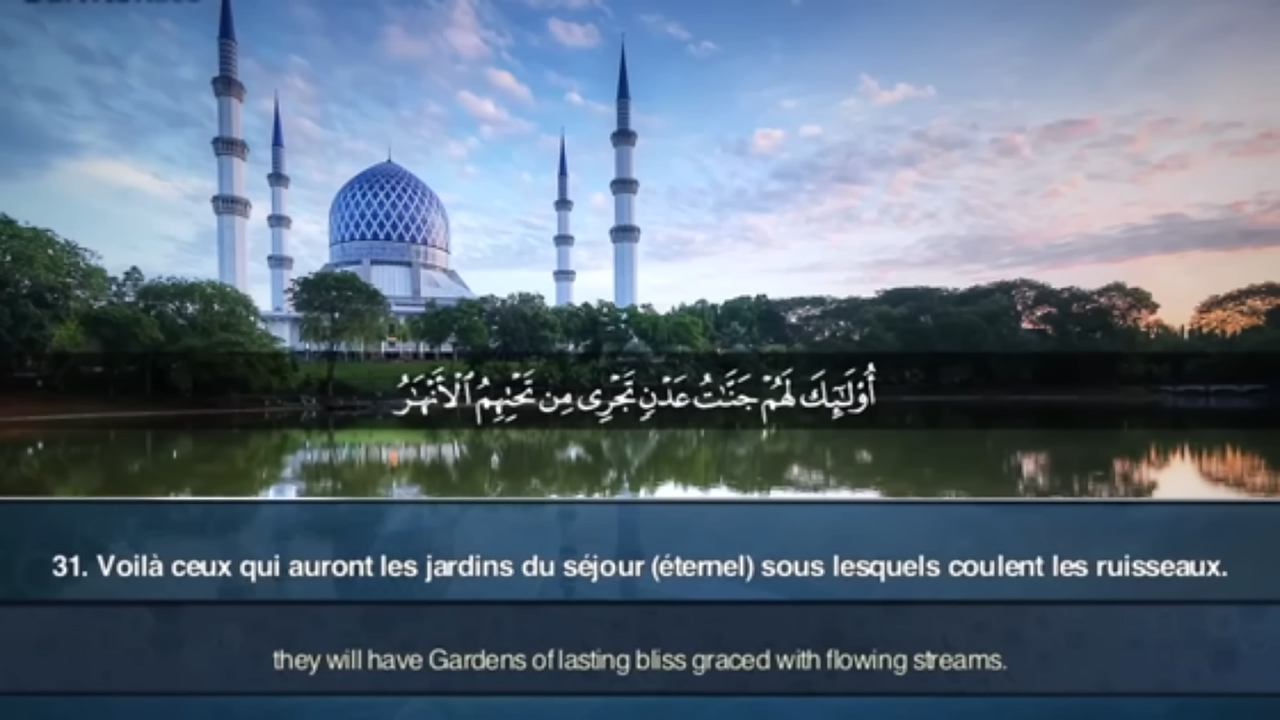 أُو۟لَـٰٓئِكَ لَهُمْ جَنَّـٰتُ عَدْنٍ تَجْرِى مِن تَحْتِهِمُ ٱلْأَنْهَـٰرُ
31. Voilà ceux qui auront les jardins du séjour (éternel) sous lesquels coulent les ruisseaux.
they will have Gardens of lasting bliss graced with flowing streams.